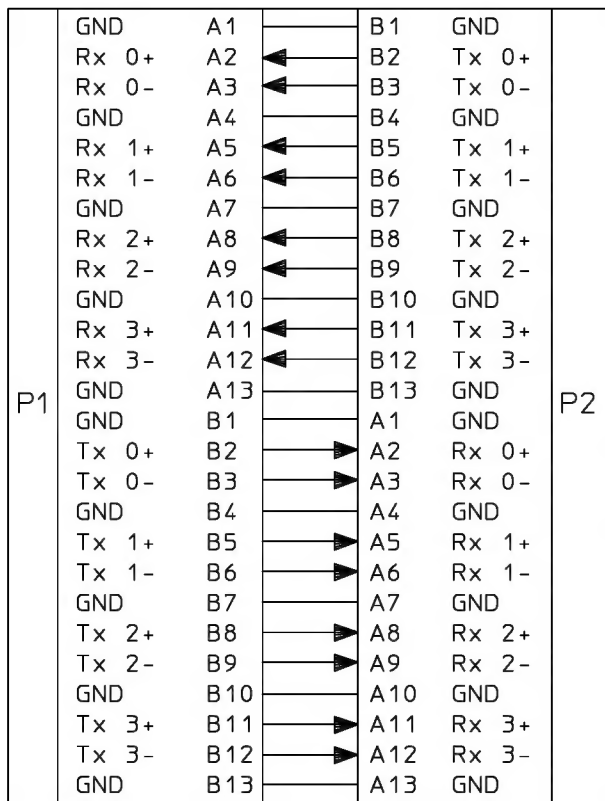 GND A1 B1 GND
Rx 0+ A2 B2 Tx 0+
Rx 0- A3 B3 Tx 0-
GND A4 B4 GND
Rx 1+ A5 B5 Tx 1+
Rx 1- A6 B6 Tx 1-
GND A7 B7 GND
Rx 2+ A8 B8 Tx 2+
Rx 2- A9 B9 Tx 2-
GND A10 B10 GND
Rx 3+ A11 B11 Tx 3+
Rx 3- A12 B12 Tx 3-
GND A13 B13 GND
P1 P2
GND B1 A1 GND
Tx 0+ B2 A2 Rx 0+
Tx 0- B3 A3 Rx 0-
GND B4 A4 GND
Tx 1+ B5 A5 Rx 1+
Tx 1- B6 A6 Rx 1-
GND B7 A7 GND
Tx 2+ B8 A8 Rx 2+
Tx 2- B9 A9 Rx 2-
GND B10 A10 GND
Tx 3+ B11 A11 Rx 3+
Tx 3- B12 A12 Rx 3-
GND B13 A13 GND